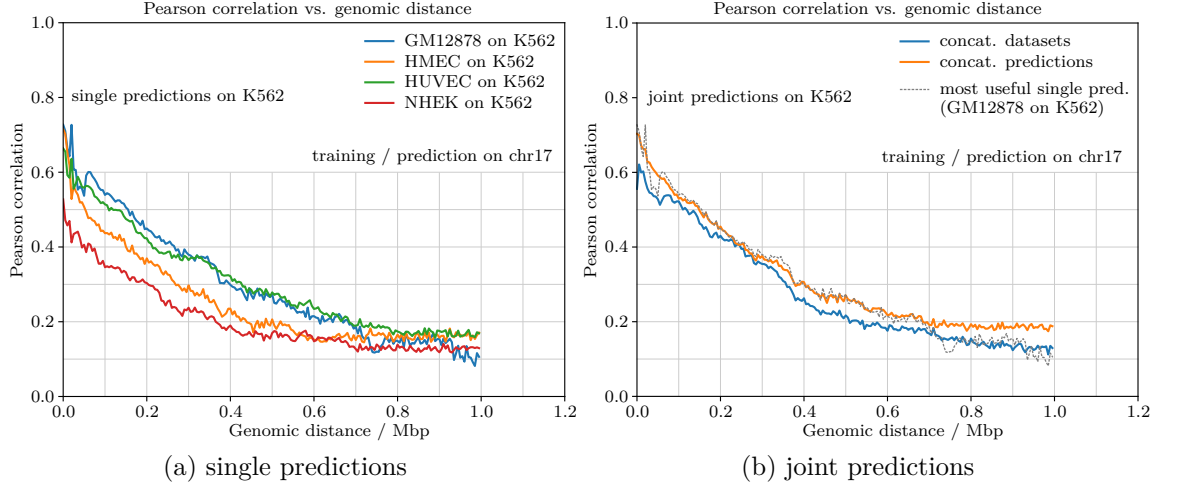 Pearson correlation vs. genomic distance
1.0
0.8
0.6
0.4
0.2
0.0
Pearson correlation
GM12878 on K562
HMEC on K562
HUVEC on K562
NHEK on K562
single predictions on K562
training / prediction on chr17
0.0 0.2 0.4 0.6 0.8 1.0 1.2
Genomic distance / Mbp
(a) single predictions
Pearson correlation vs. genomic distance
1.0
0.8
0.6
0.4
0.2
0.0
Pearson correlation
concat. datasets
concat. predictions
most useful single pred.
(GM12878 on K562)
joint predictions on K562
training / prediction on chr17
0.0 0.2 0.4 0.6 0.8 1.0 1.2
Genomic distance / Mbp
(b) joint predictions